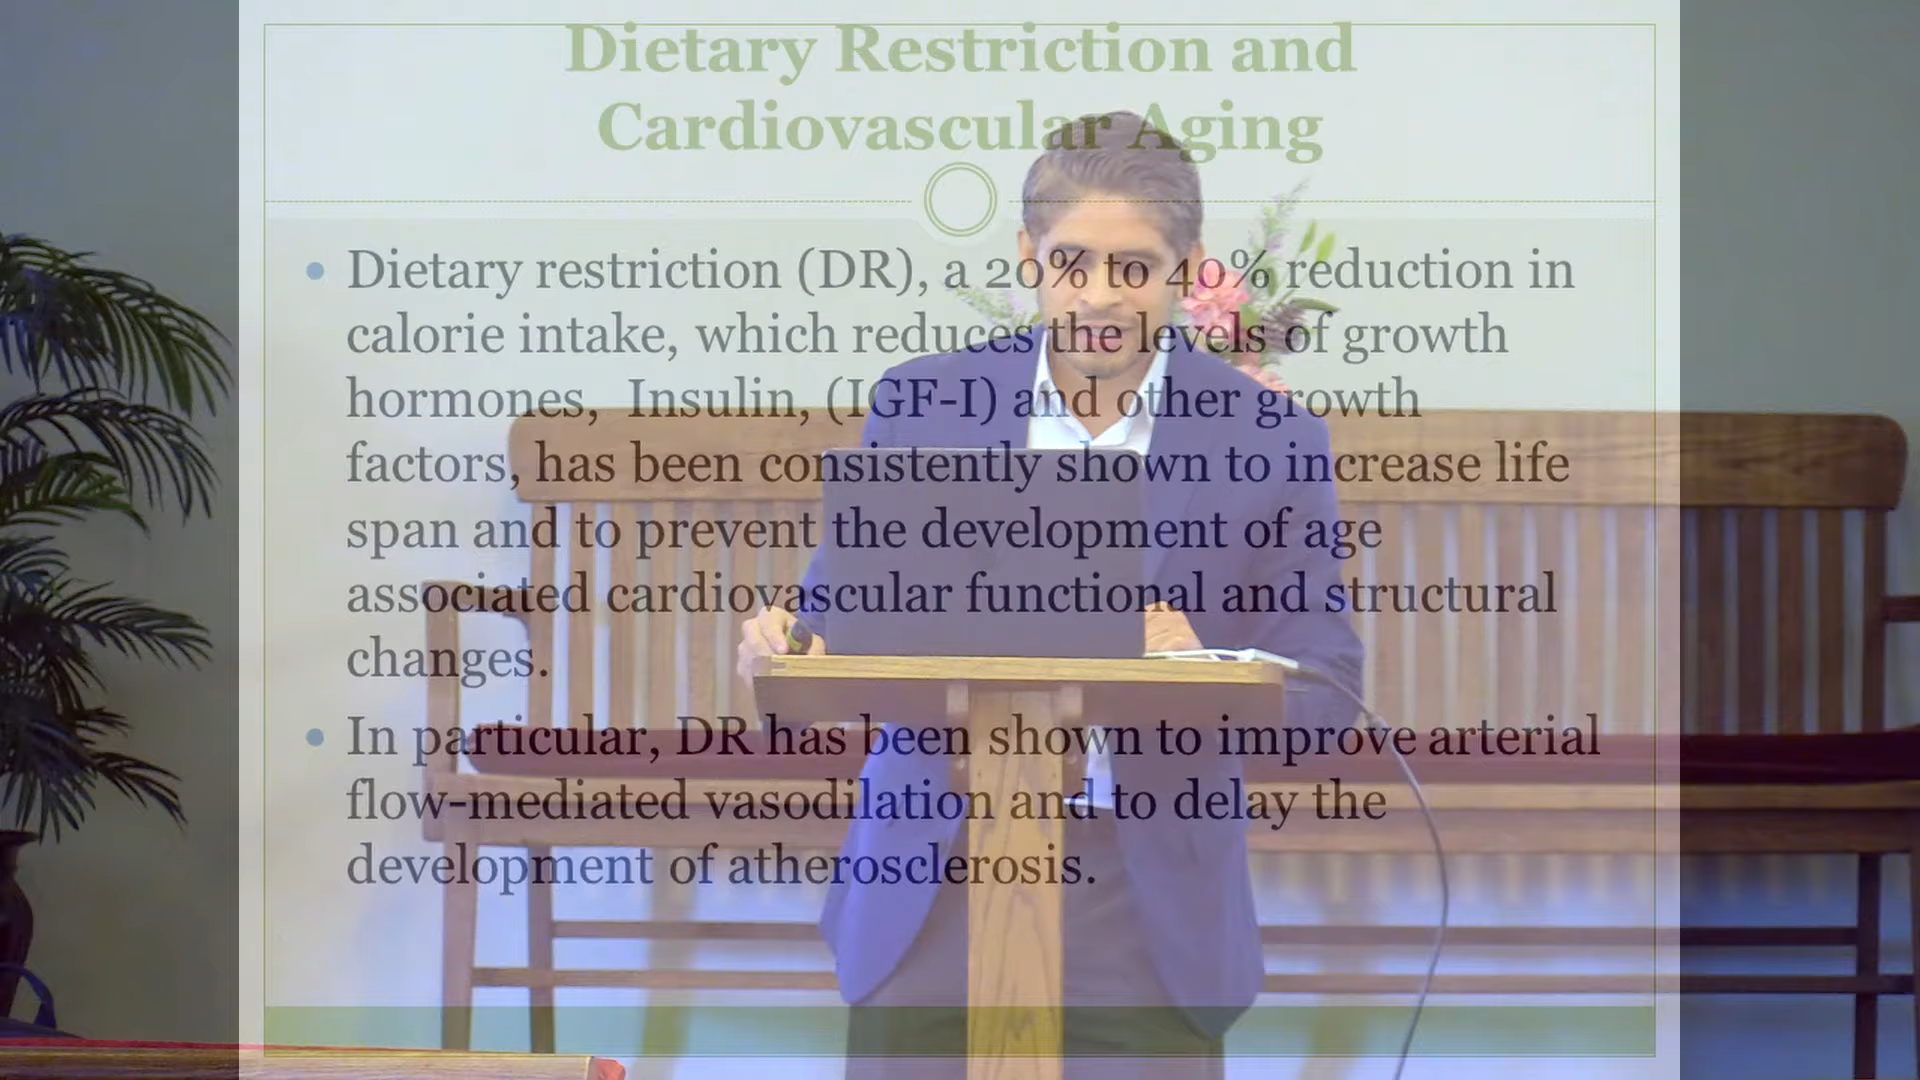 Dietary Restriction and
Cardiovascular Aging
• Dietary restriction (DR), a 20% to 40% reduction in
calorie intake, which reduces the levels of growth
hormones, Insulin, (IGF-I) and other growth
factors, has been consistently shown to increase life
span and to prevent the development of age
associated cardiovascular functional and structural
changes.
• In particular, DR has been shown to improve arterial
flow-mediated vasodilation and to delay the
development of atherosclerosis.